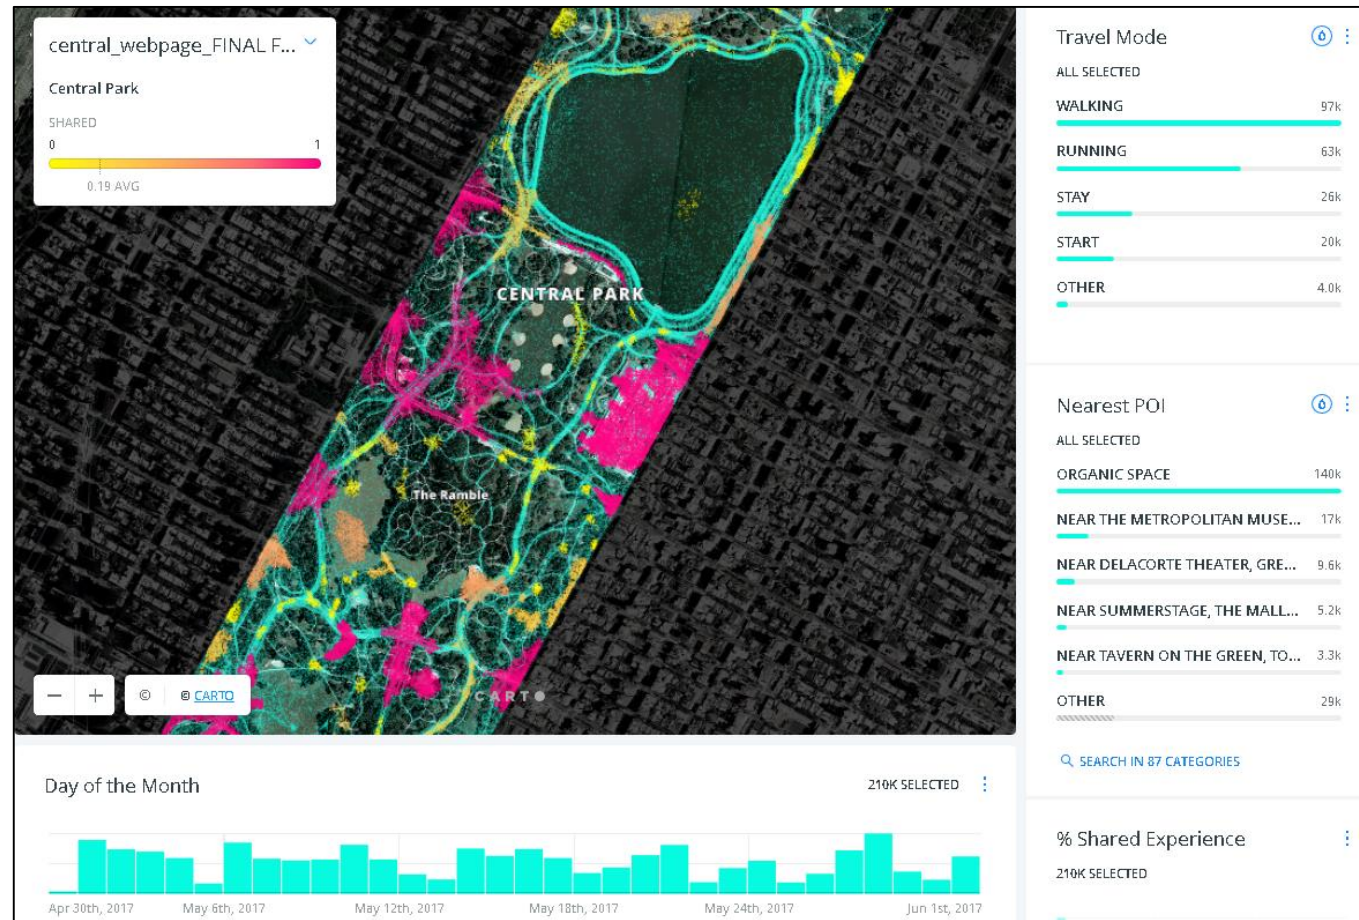 central_webpage_FINAL F...
Central Park
SHARED
0 1
0.19 AVG
CENTRAL PARK
The Ramble
− +
© © CARTO
CARTO
Day of the Month
210K SELECTED
Apr 30th, 2017 May 6th, 2017 May 12th, 2017 May 18th, 2017 May 24th, 2017 Jun 1st, 2017
Travel Mode
ALL SELECTED
WALKING 97k
RUNNING 63k
STAY 26k
START 20k
OTHER 4.0k
Nearest POI
ALL SELECTED
ORGANIC SPACE 140k
NEAR THE METROPOLITAN MUSE... 17k
NEAR DELACORTE THEATER, GRE... 9.6k
NEAR SUMMERSTAGE, THE MALL... 5.2k
NEAR TAVERN ON THE GREEN, TO... 3.3k
OTHER 29k
SEARCH IN 87 CATEGORIES
% Shared Experience
210K SELECTED